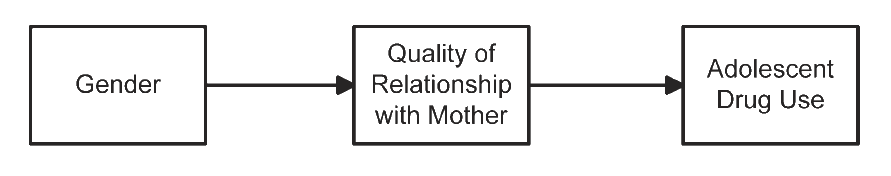 Gender
Quality of
Relationship
with Mother
Adolescent
Drug Use